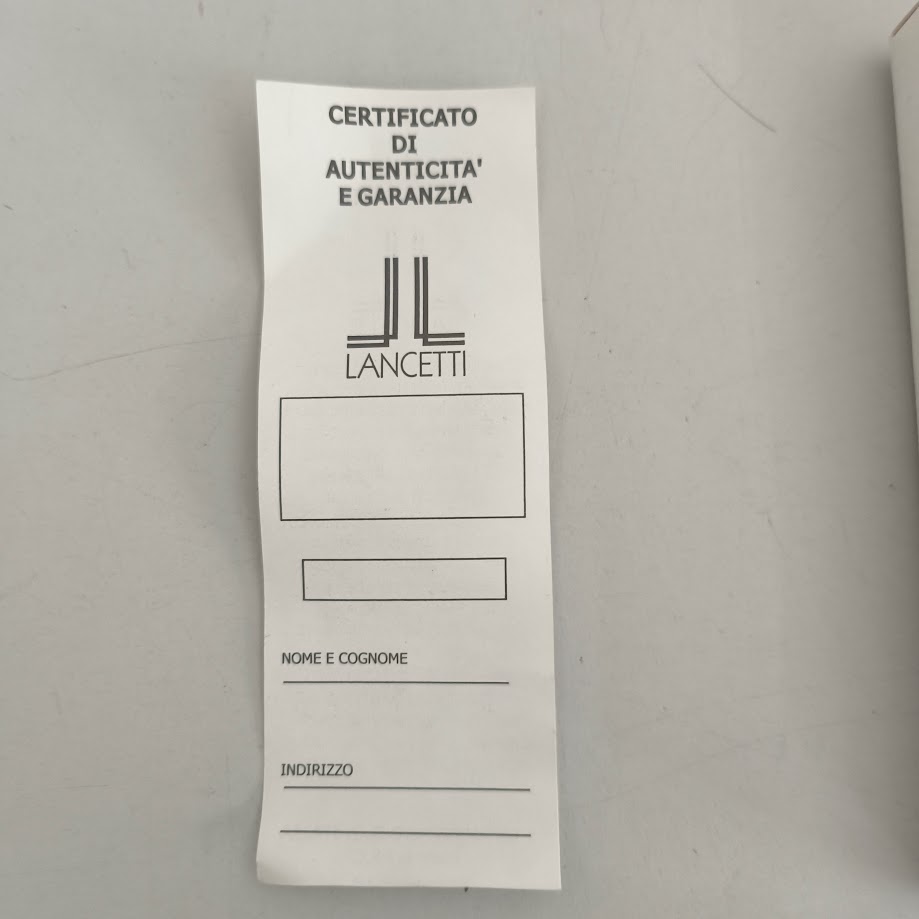 CERTIFICATO
DI
AUTENTICITA'
E GARANZIA
LANCETTI
NOME E COGNOME
INDIRIZZO